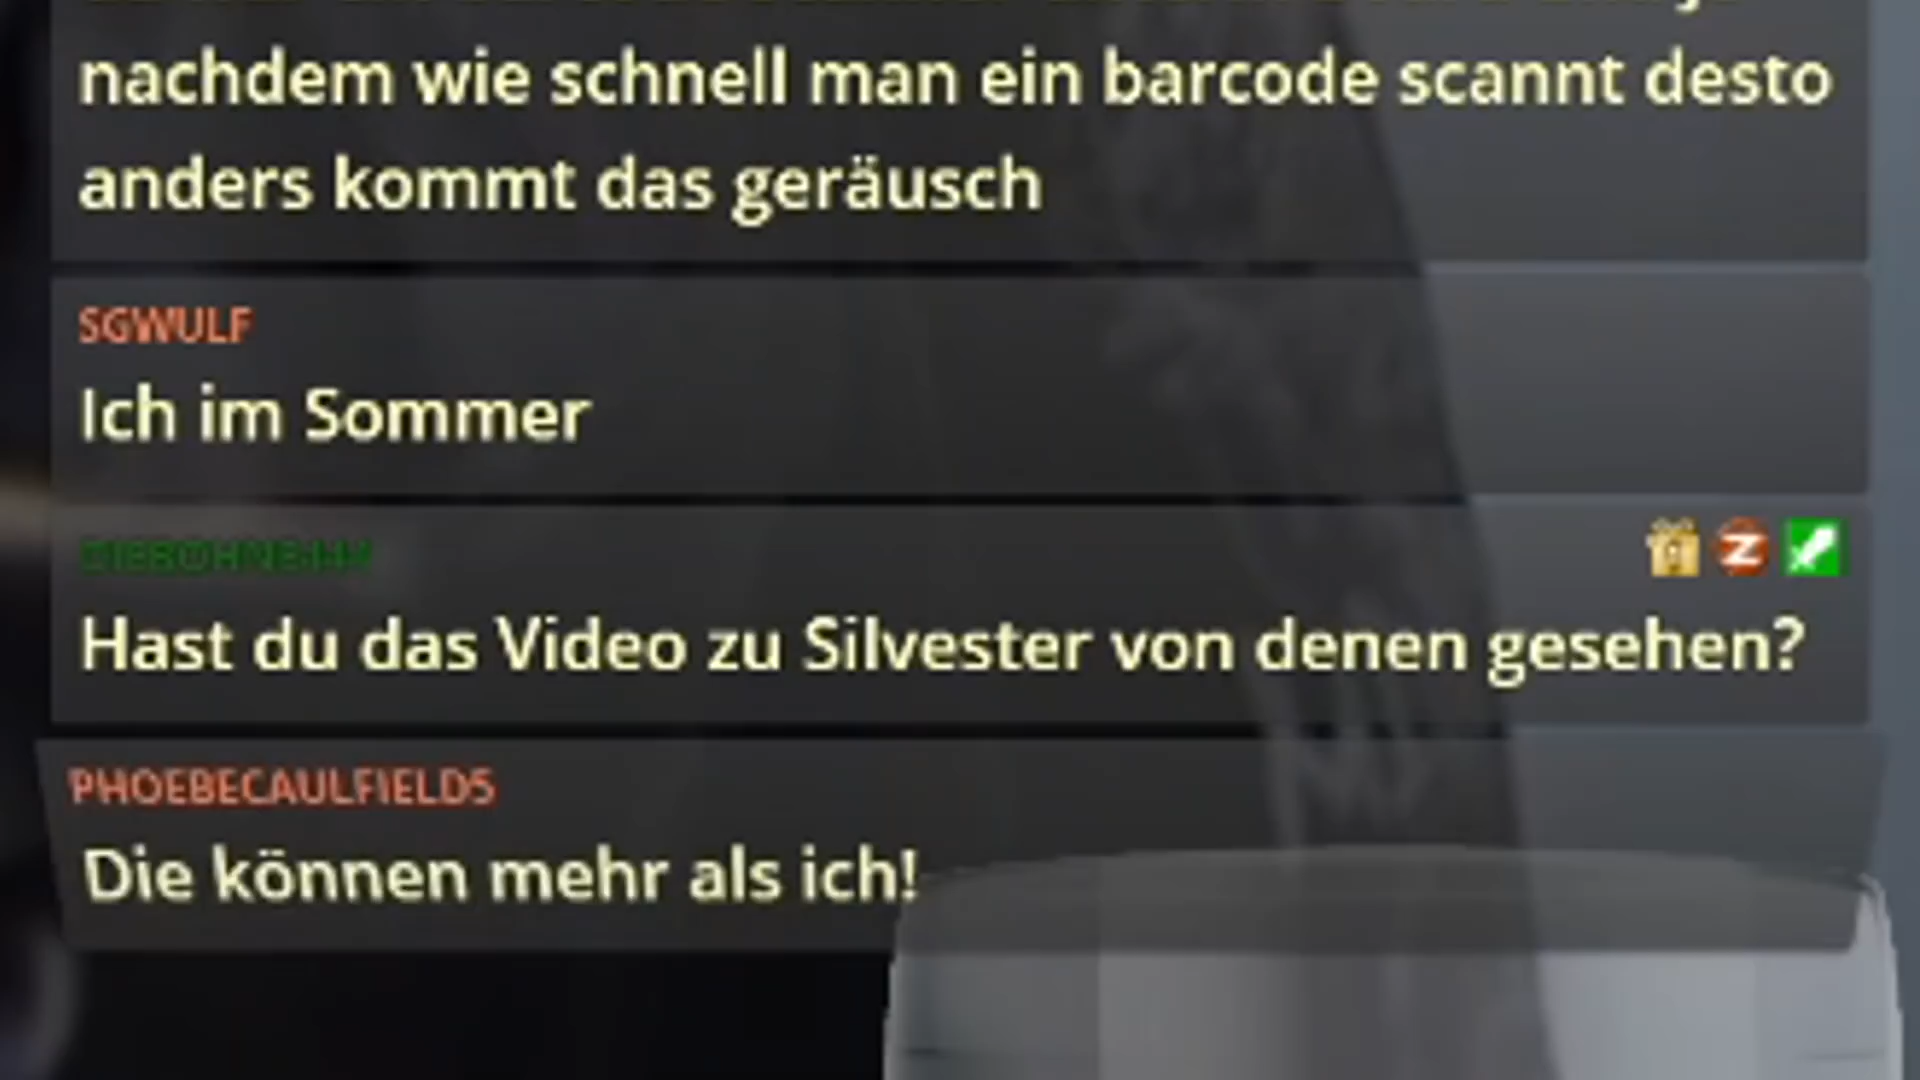 nachdem wie schnell man ein barcode scannt desto
anders kommt das geräusch
SGWULF
Ich im Sommer
Hast du das Video zu Silvester von denen gesehen?
PHOEBECAULFIELD5
Die können mehr als ich!